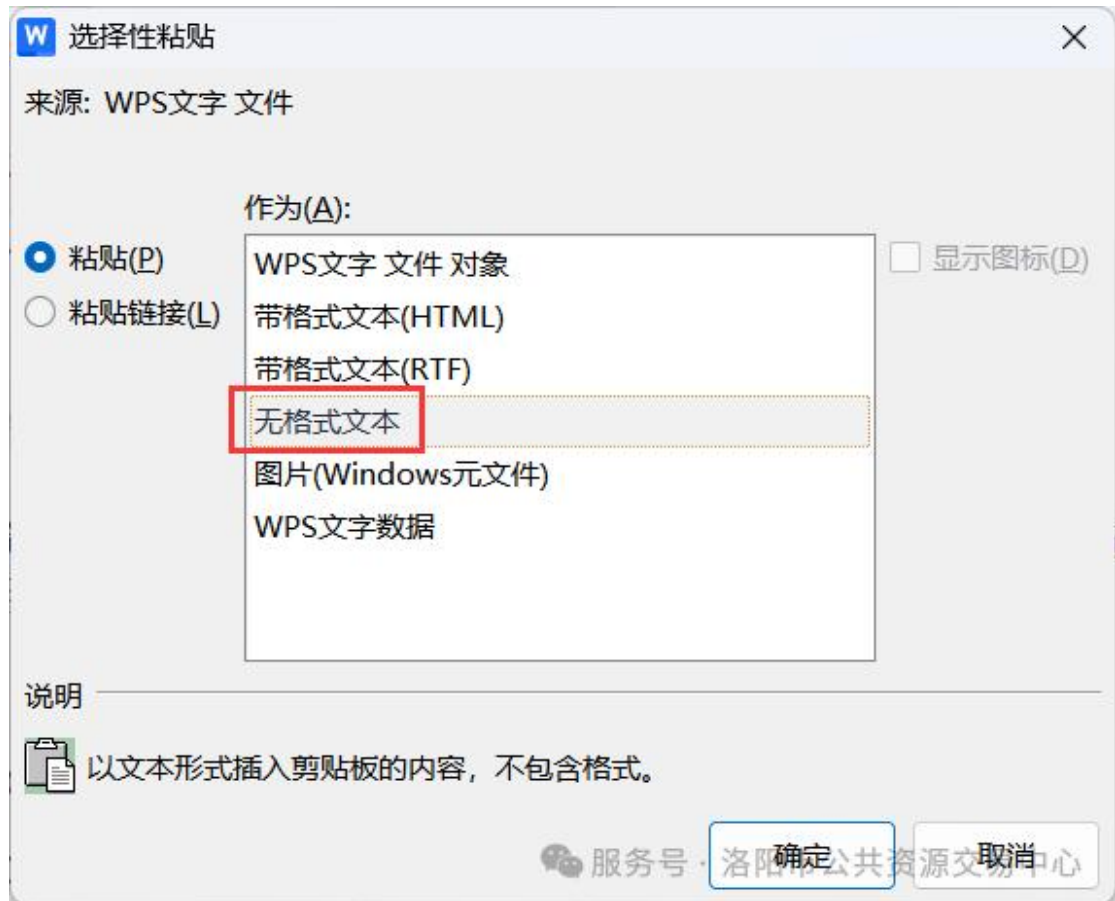 W 选择性粘贴
来源: WPS文字 文件
作为(A):
粘贴(P)
粘贴链接(L)
WPS文字 文件 对象
带格式文本(HTML)
带格式文本(RTF)
无格式文本
图片(Windows元文件)
WPS文字数据
显示图标(D)
说明
以文本形式插入剪贴板的内容，不包含格式。
确定 取消
服务号 · 洛阳市公共资源交易中心